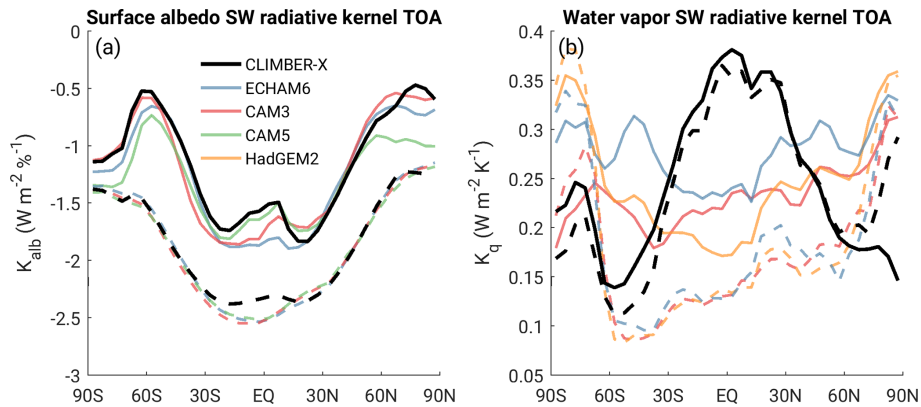 Surface albedo SW radiative kernel TOA
(a)
0
-0.5
-1
-1.5
-2
-2.5
-3
K_alb (W m^-2 %^-1)
CLIMBER-X
ECHAM6
CAM3
CAM5
HadGEM2
90S 60S 30S EQ 30N 60N 90N
Water vapor SW radiative kernel TOA
(b)
0.4
0.35
0.3
0.25
0.2
0.15
0.1
0.05
K_q (W m^-2 K^-1)
90S 60S 30S EQ 30N 60N 90N